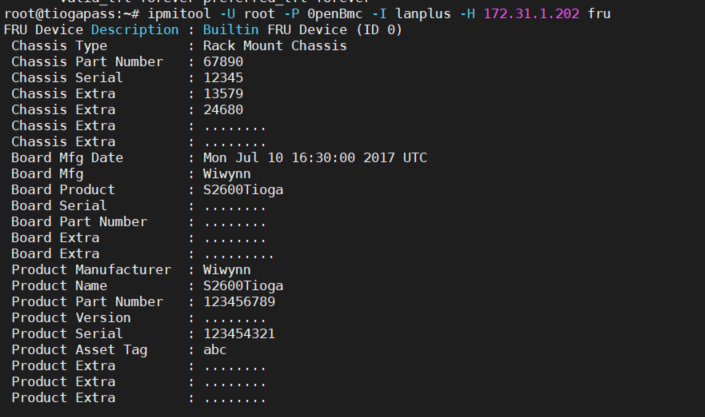 root@tiogapass:~# ipmitool -U root -P 0penBmc -I lanplus -H 172.31.1.202 fru
FRU Device Description : Builtin FRU Device (ID 0)
 Chassis Type          : Rack Mount Chassis
 Chassis Part Number   : 67890
 Chassis Serial        : 12345
 Chassis Extra         : 13579
 Chassis Extra         : 24680
 Chassis Extra         : ........
 Chassis Extra         : ........
 Board Mfg Date        : Mon Jul 10 16:30:00 2017 UTC
 Board Mfg             : Wiwynn
 Board Product         : S2600Tioga
 Board Serial          : ........
 Board Part Number     : ........
 Board Extra           : ........
 Board Extra           : .........
 Product Manufacturer  : Wiwynn
 Product Name          : S2600Tioga
 Product Part Number   : 123456789
 Product Version       : ........
 Product Serial        : 123454321
 Product Asset Tag     : abc
 Product Extra         : ........
 Product Extra         : ........
 Product Extra         : ........